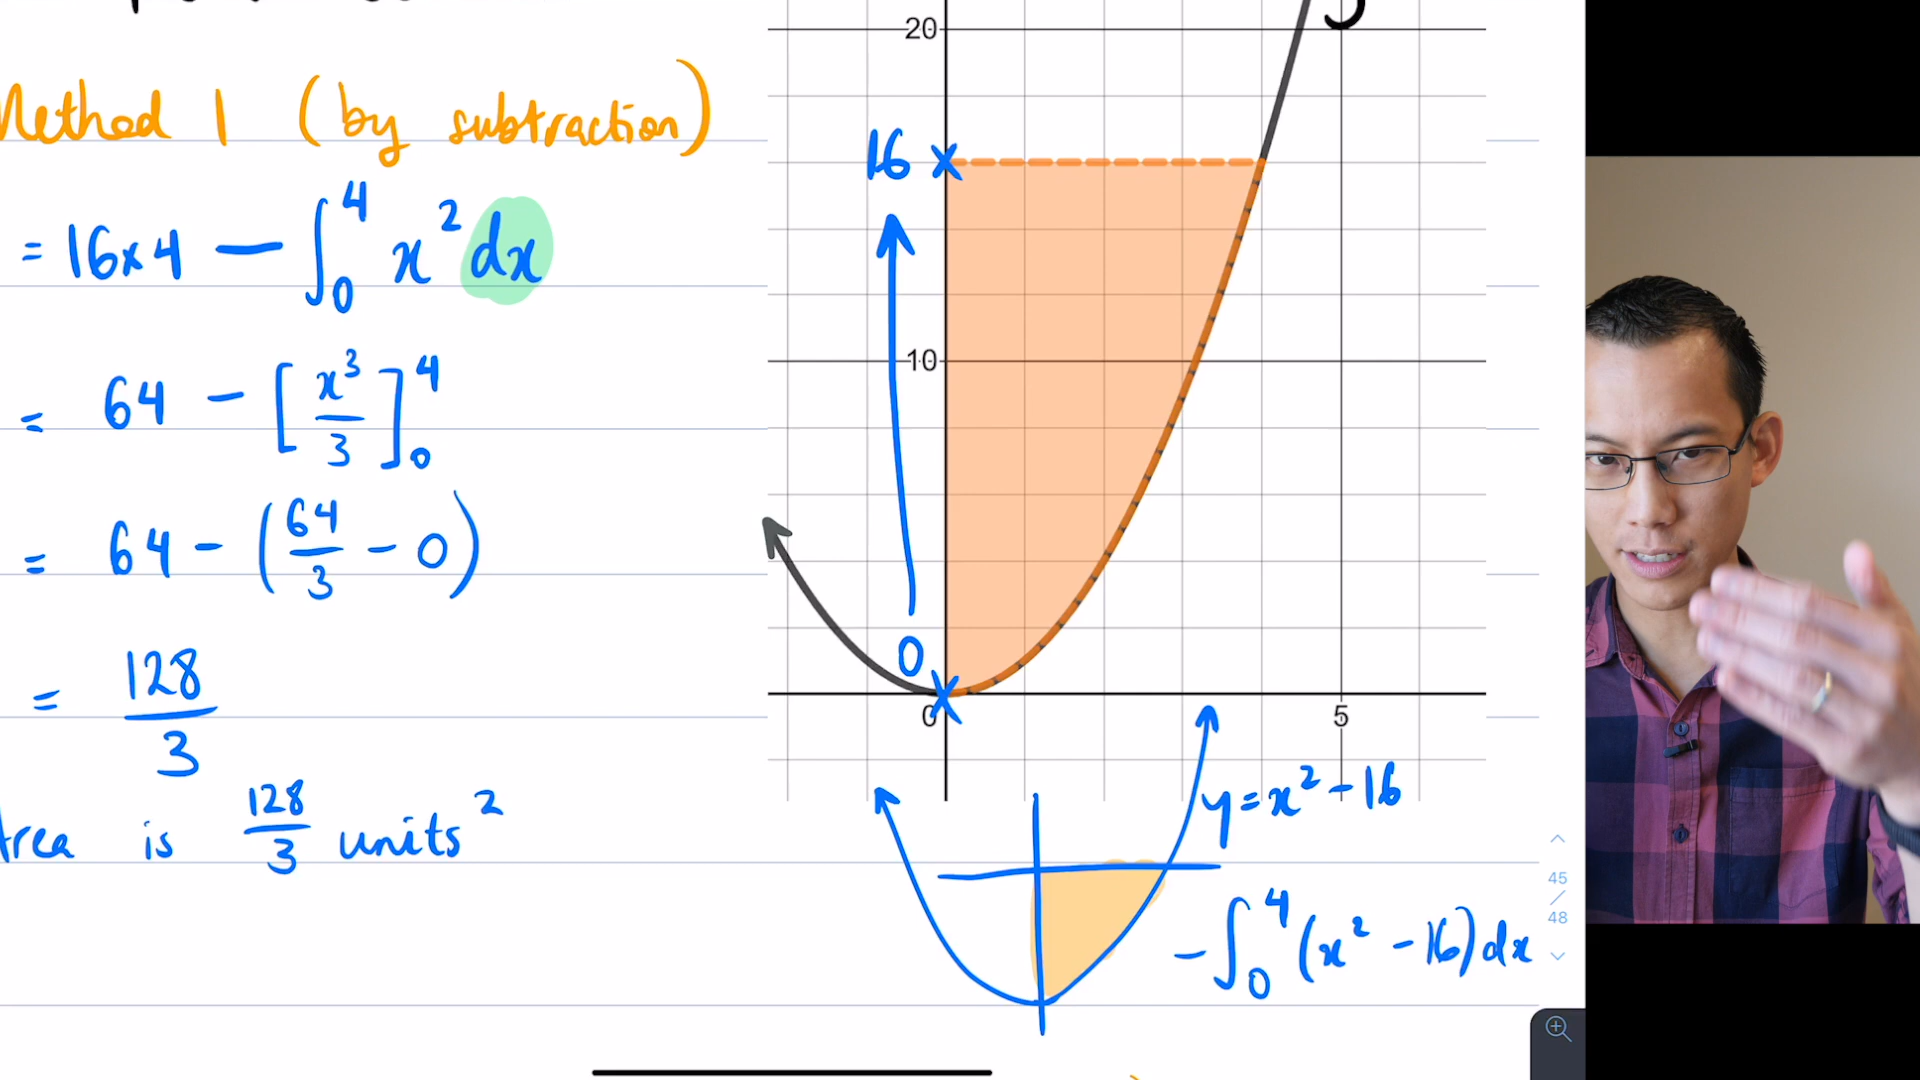 Method 1 (by subtraction)
= 16×4 − ∫₀⁴ x² dx
= 64 − [x³/3]₀⁴
= 64 − (64/3 − 0)
= 128/3
Area is 128/3 units²
20
16
10
0
0
5
y = x² − 16
−∫₀⁴ (x² − 16) dx
45
/
48